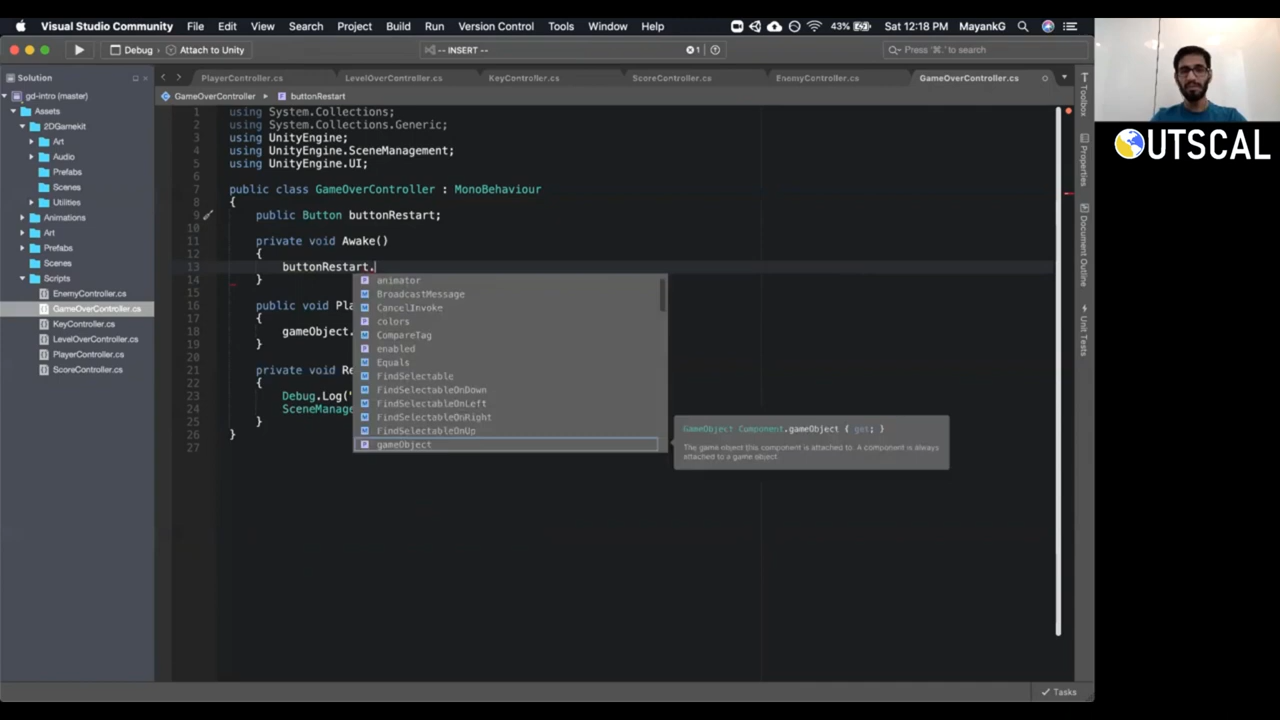 Visual Studio Community File Edit View Search Project Build Run Version Control Tools Window Help 43% Sat 12:18 PM MayankG
Debug › Attach to Unity
-- INSERT --
1
Press '⌘.' to search
Solution
PlayerController.cs LevelOverController.cs KeyController.cs ScoreController.cs EnemyController.cs GameOverController.cs
gd-intro (master)
Assets
2DGamekit
Art
Audio
Prefabs
Scenes
Utilities
Animations
Art
Prefabs
Scenes
Scripts
EnemyController.cs
GameOverController.cs
KeyController.cs
LevelOverController.cs
PlayerController.cs
ScoreController.cs
GameOverController buttonRestart
1 using System.Collections;
2 using System.Collections.Generic;
3 using UnityEngine;
4 using UnityEngine.SceneManagement;
5 using UnityEngine.UI;
6
7 public class GameOverController : MonoBehaviour
8 {
9 public Button buttonRestart;
10
11 private void Awake()
12 {
13 buttonRestart.
14 }
15
16 public void Pla
17 {
18 gameObject.
19 }
20
21 private void Re
22 {
23 Debug.Log("
24 SceneManage
25 }
26 }
27
animator
BroadcastMessage
CancelInvoke
colors
CompareTag
enabled
Equals
FindSelectable
FindSelectableOnDown
FindSelectableOnLeft
FindSelectableOnRight
FindSelectableOnUp
gameObject
GameObject Component.gameObject { get; }
The game object this component is attached to. A component is always
attached to a game object.
Toolbox
Properties
Document Outline
Unit Tests
Tasks
OUTSCAL